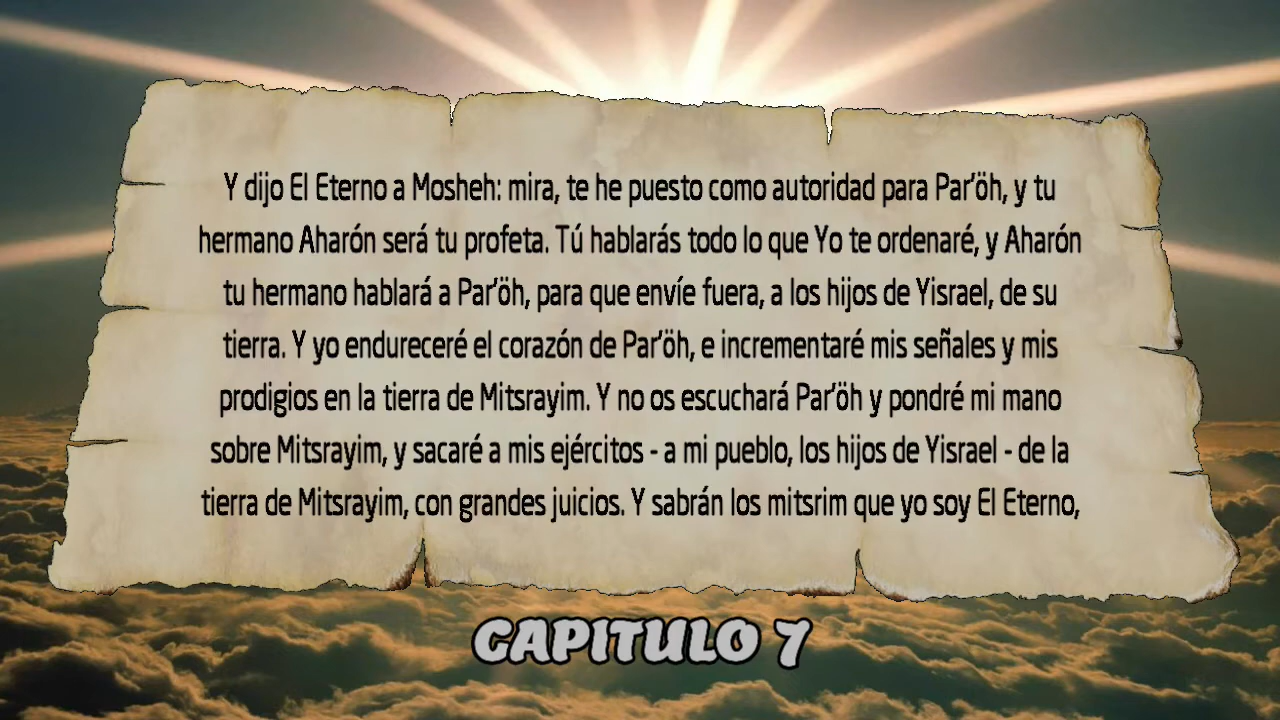 Y dijo El Eterno a Mosheh: mira, te he puesto como autoridad para Par'öh, y tu
hermano Aharón será tu profeta. Tú hablarás todo lo que Yo te ordenaré, y Aharón
tu hermano hablará a Par'öh, para que envíe fuera, a los hijos de Yisrael, de su
tierra. Y yo endureceré el corazón de Par'öh, e incrementaré mis señales y mis
prodigios en la tierra de Mitsrayim. Y no os escuchará Par'öh y pondré mi mano
sobre Mitsrayim, y sacaré a mis ejércitos - a mi pueblo, los hijos de Yisrael - de la
tierra de Mitsrayim, con grandes juicios. Y sabrán los mitsrim que yo soy El Eterno,
CAPITULO 7